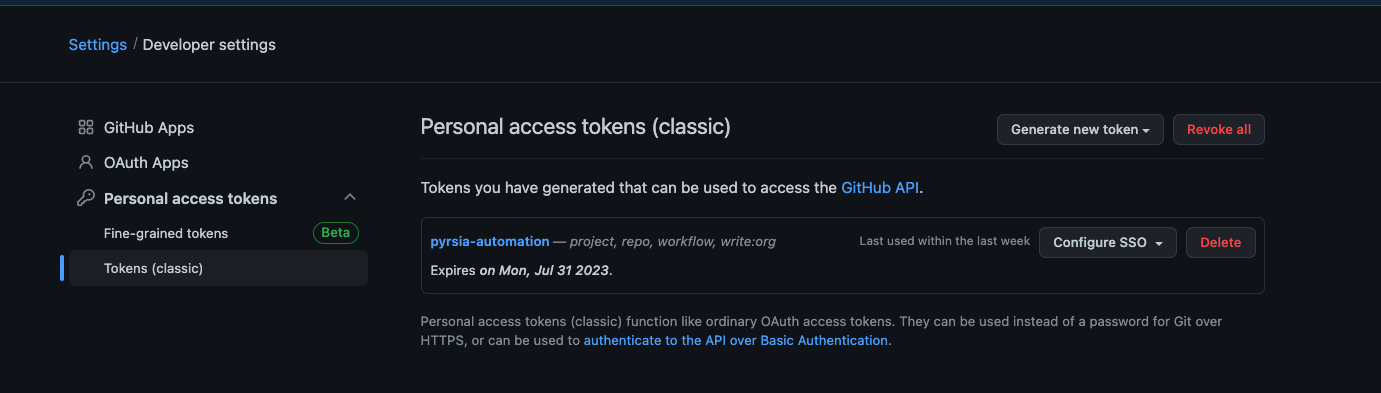 Settings / Developer settings
GitHub Apps
OAuth Apps
Personal access tokens
Fine-grained tokens Beta
Tokens (classic)
Personal access tokens (classic)
Generate new token
Revoke all
Tokens you have generated that can be used to access the GitHub API.
pyrsia-automation — project, repo, workflow, write:org
Last used within the last week
Configure SSO
Delete
Expires on Mon, Jul 31 2023.
Personal access tokens (classic) function like ordinary OAuth access tokens. They can be used instead of a password for Git over
HTTPS, or can be used to authenticate to the API over Basic Authentication.